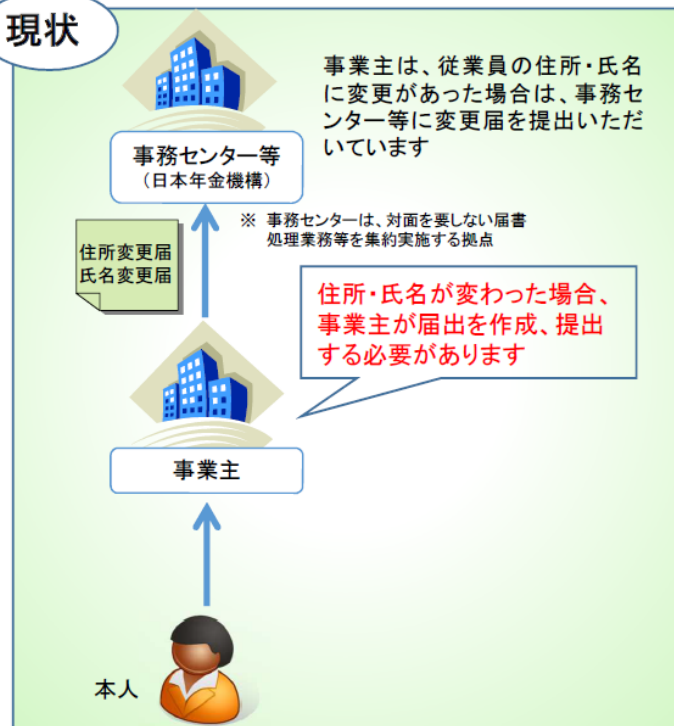 現状
事業主は、従業員の住所・氏名
に変更があった場合は、事務セ
ンター等に変更届を提出いただ
いています
事務センター等
（日本年金機構）
※ 事務センターは、対面を要しない届書
処理業務等を集約実施する拠点
住所変更届
氏名変更届
住所・氏名が変わった場合、
事業主が届出を作成、提出
する必要があります
事業主
本人